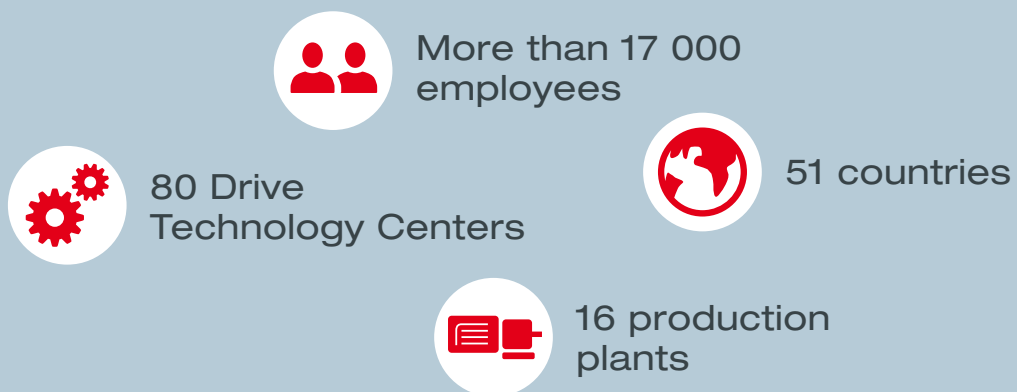 More than 17 000
employees
51 countries
80 Drive
Technology Centers
16 production
plants